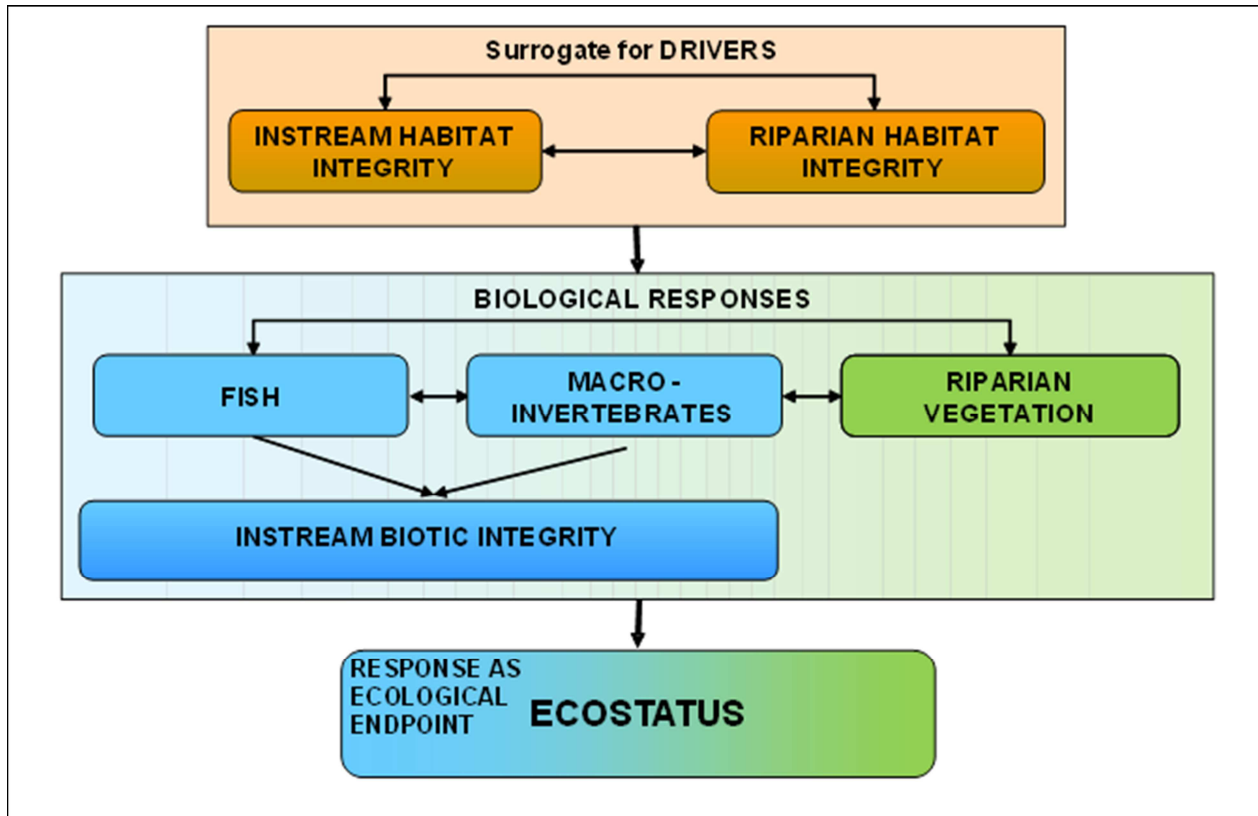 Surrogate for DRIVERS
INSTREAM HABITAT
INTEGRITY
RIPARIAN HABITAT
INTEGRITY
BIOLOGICAL RESPONSES
FISH
MACRO -
INVERTEBRATES
RIPARIAN
VEGETATION
INSTREAM BIOTIC INTEGRITY
RESPONSE AS
ECOLOGICAL
ENDPOINT
ECOSTATUS